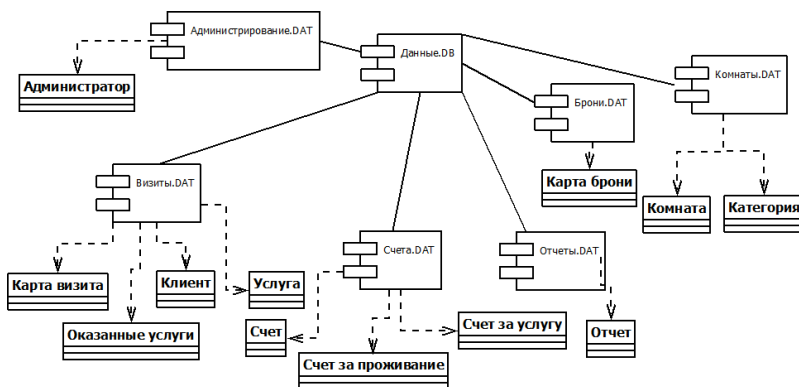 Администрирование.DAT
Данные.DB
Комнаты.DAT
Администратор
Брони.DAT
Визиты.DAT
Карта брони
Комната
Категория
Счета.DAT
Отчеты.DAT
Карта визита
Клиент
Услуга
Оказанные услуги
Счет
Счет за услугу
Отчет
Счет за проживание